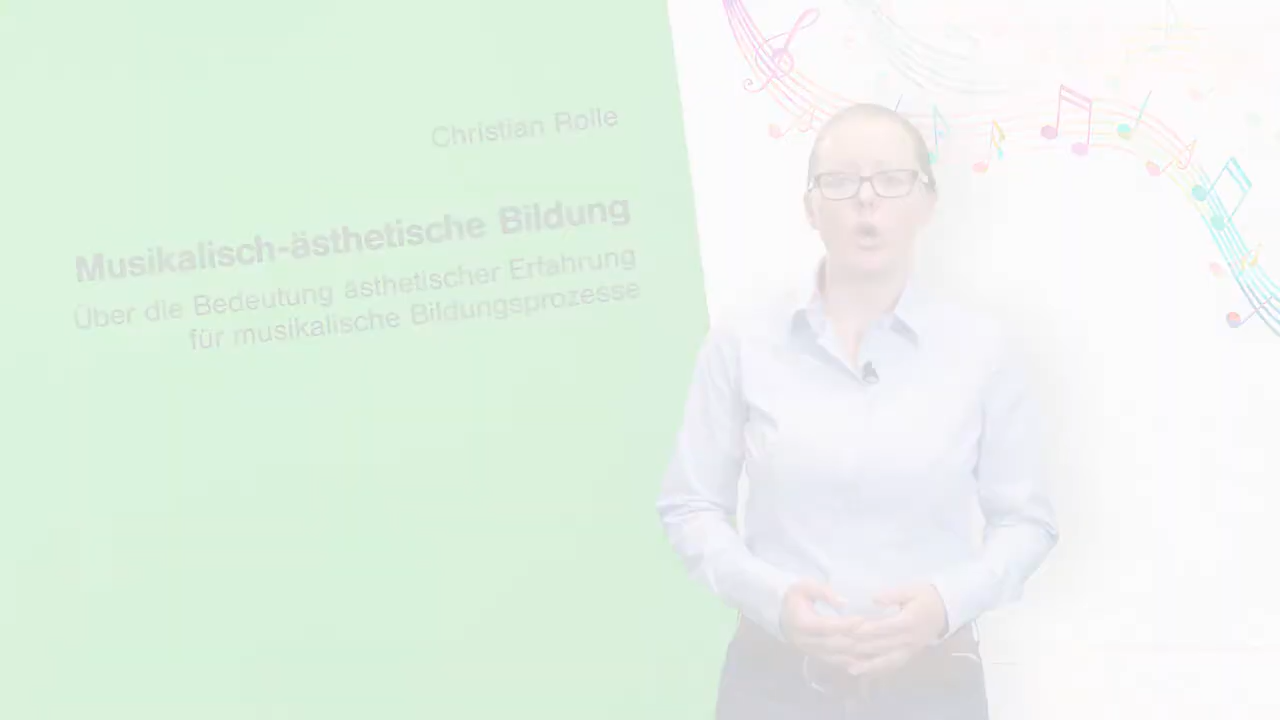 Christian Rolle
Musikalisch-ästhetische Bildung
Über die Bedeutung ästhetischer Erfahrung
für musikalische Bildungsprozesse